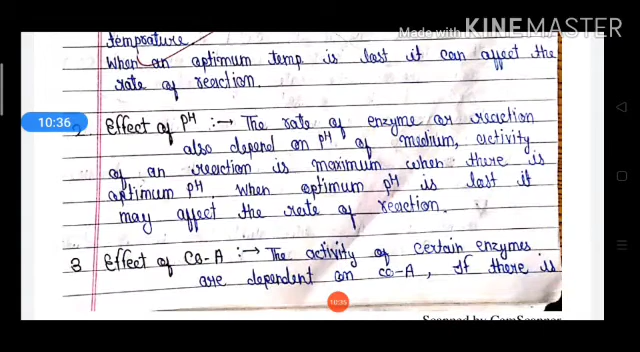 Made with KINEMASTER
temprature
When an optimum temp is lost it can affect the
rate of reaction.
10:36
2 Effect of PH :→ The rate of enzyme or reaction
also depend on PH of medium, activity
of an reaction is maximum when there is
optimum PH. When optimum PH is lost it
may affect the rate of reaction.
3 Effect of Co-A :→ The activity of certain enzymes
are dependent on co-A, If there is
10:35
Scanned by CamScanner